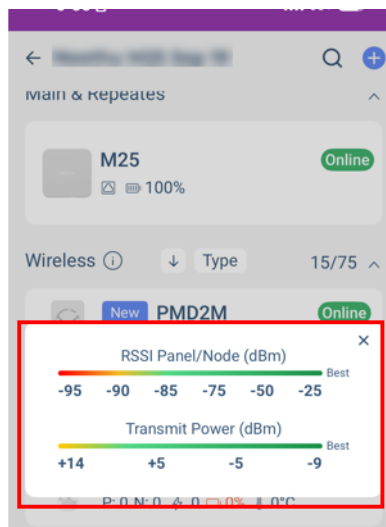 Main & Repeates
M25
Online
100%
Wireless
↓ Type
15/75
New PMD2M
Online
RSSI Panel/Node (dBm)
Best
-95 -90 -85 -75 -50 -25
Transmit Power (dBm)
Best
+14 +5 -5 -9
P: 0 N: 0 0 0% 0°C